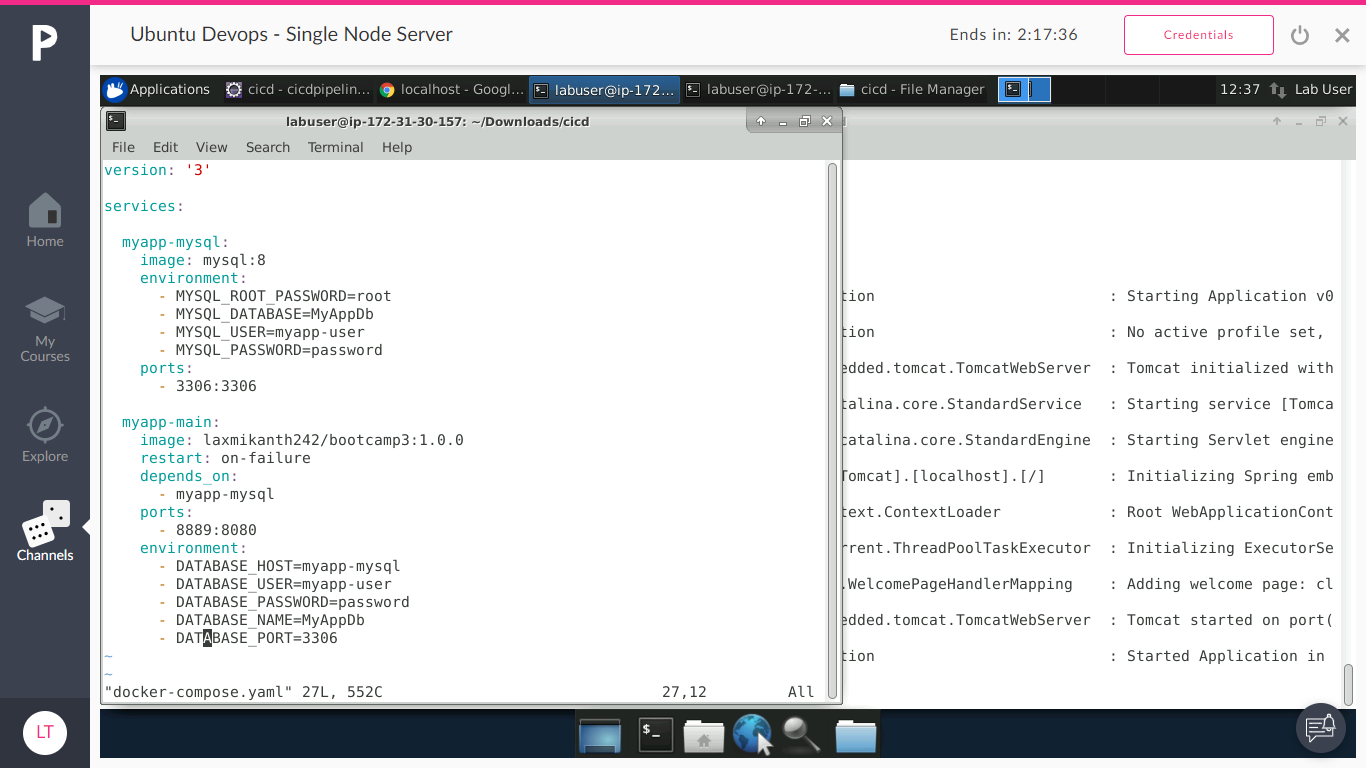 Ubuntu Devops - Single Node Server
Ends in: 2:17:36
Credentials
Home
My Courses
Explore
Channels
LT
Applications
cicd - cicdpipelin...
localhost - Googl...
labuser@ip-172...
labuser@ip-172-...
cicd - File Manager
12:37
Lab User
labuser@ip-172-31-30-157: ~/Downloads/cicd
File Edit View Search Terminal Help
version: '3'
services:
myapp-mysql:
image: mysql:8
environment:
- MYSQL_ROOT_PASSWORD=root
- MYSQL_DATABASE=MyAppDb
- MYSQL_USER=myapp-user
- MYSQL_PASSWORD=password
ports:
- 3306:3306
myapp-main:
image: laxmikanth242/bootcamp3:1.0.0
restart: on-failure
depends_on:
- myapp-mysql
ports:
- 8889:8080
environment:
- DATABASE_HOST=myapp-mysql
- DATABASE_USER=myapp-user
- DATABASE_PASSWORD=password
- DATABASE_NAME=MyAppDb
- DATABASE_PORT=3306
~
~
"docker-compose.yaml" 27L, 552C 27,12 All
tion : Starting Application v0
tion : No active profile set,
edded.tomcat.TomcatWebServer : Tomcat initialized with
talina.core.StandardService : Starting service [Tomca
catalina.core.StandardEngine : Starting Servlet engine
Tomcat].[localhost].[/] : Initializing Spring emb
text.ContextLoader : Root WebApplicationCont
rrent.ThreadPoolTaskExecutor : Initializing ExecutorSe
.WelcomePageHandlerMapping : Adding welcome page: cl
edded.tomcat.TomcatWebServer : Tomcat started on port(
tion : Started Application in